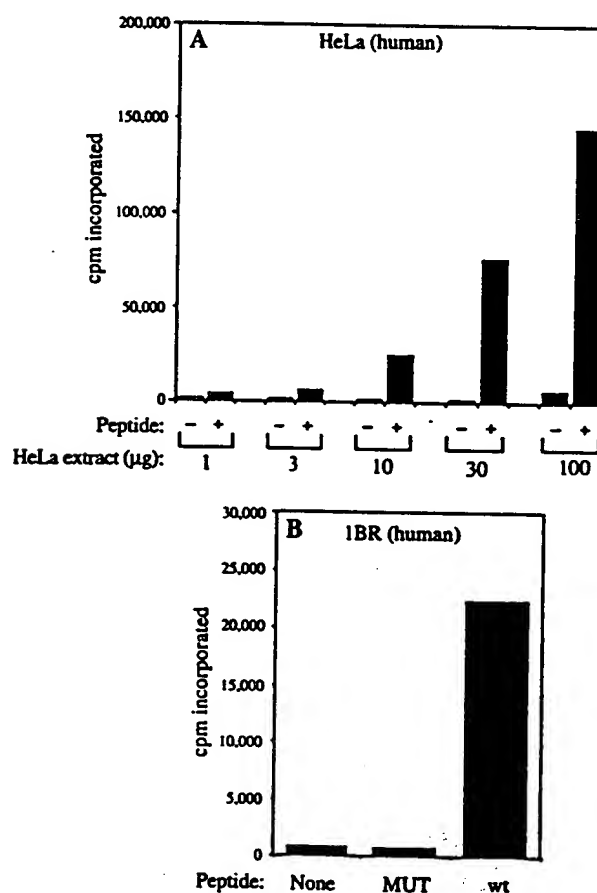 200,000
A HeLa (human)
150,000
100,000
50,000
0
cpm incorporated
Peptide: − + − + − + − + − +
HeLa extract (µg): 1 3 10 30 100
30,000
B 1BR (human)
25,000
20,000
15,000
10,000
5,000
0
cpm incorporated
Peptide: None MUT wt